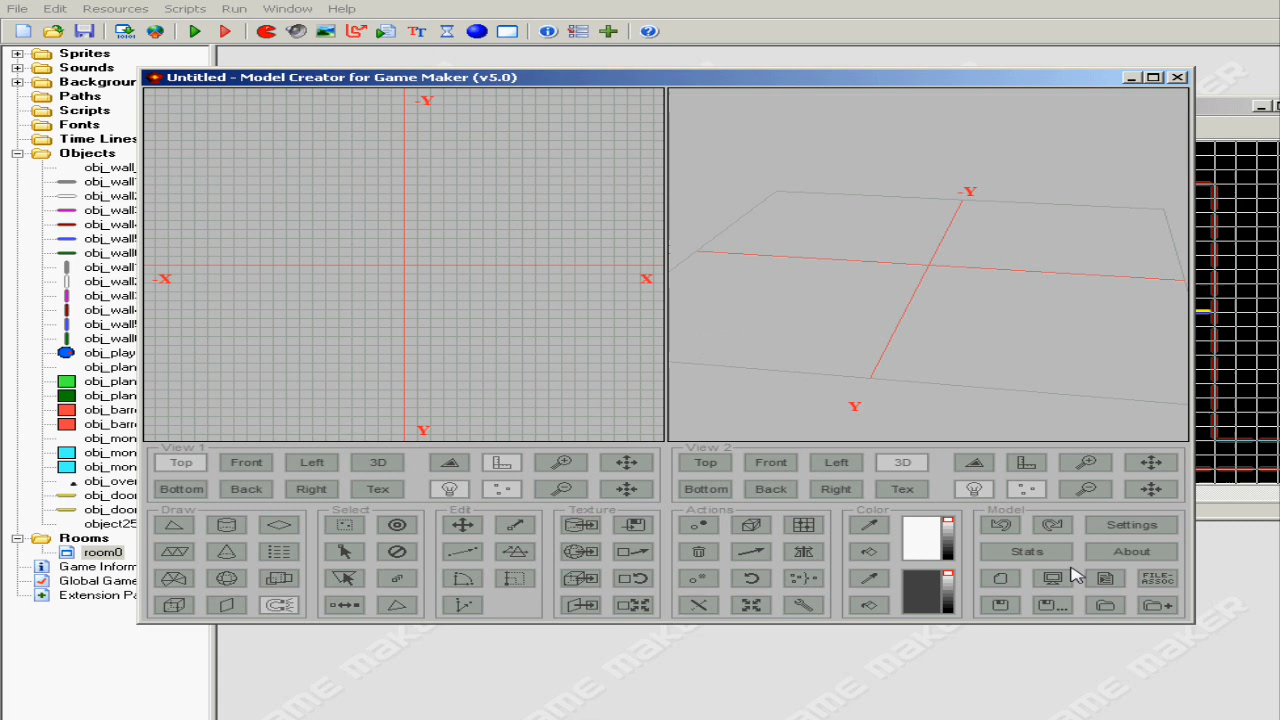 File Edit Resources Scripts Run Window Help
Sprites
Sounds
Backgrour
Paths
Scripts
Fonts
Time Lines
Objects
obj_wall_
obj_wall
obj_wall
obj_wall
obj_wall
obj_wall
obj_wall
obj_wall
obj_wall
obj_wall
obj_wall
obj_wall
obj_wall
obj_play
obj_plan
obj_plan
obj_plan
obj_barr
obj_barr
obj_mon
obj_mon
obj_mon
obj_over
obj_door
obj_door
object25
Rooms
room0
Game Inform
Global Game
Extension Pa
Untitled - Model Creator for Game Maker (v5.0)
-Y
-X X
Y
-Y
Y
View 1
Top Front Left 3D
Bottom Back Right Tex
View 2
Top Front Left 3D
Bottom Back Right Tex
Draw Select Edit Texture Actions Color Model
Settings
Stats About
FILE-
ASSOC
GAME MAKER